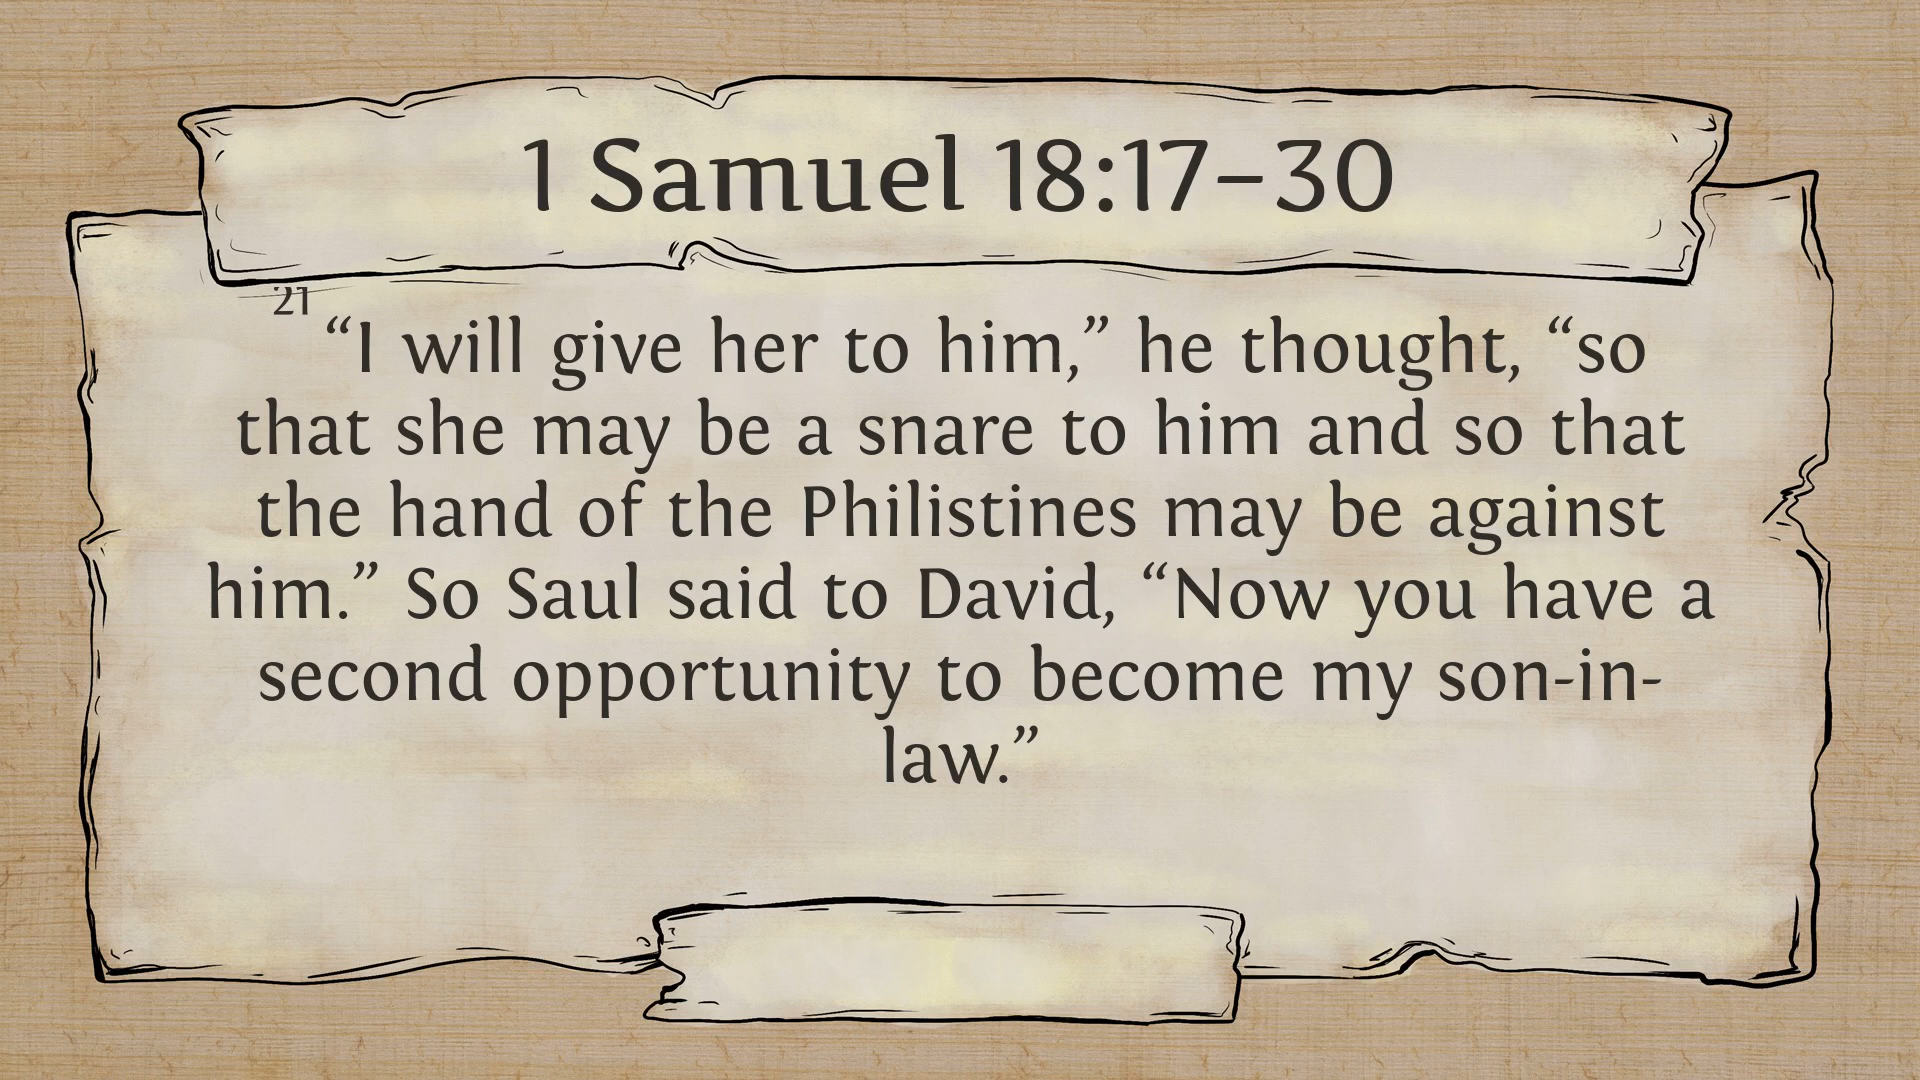 1 Samuel 18:17–30
21 “I will give her to him,” he thought, “so
that she may be a snare to him and so that
the hand of the Philistines may be against
him.” So Saul said to David, “Now you have a
second opportunity to become my son-in-
law.”